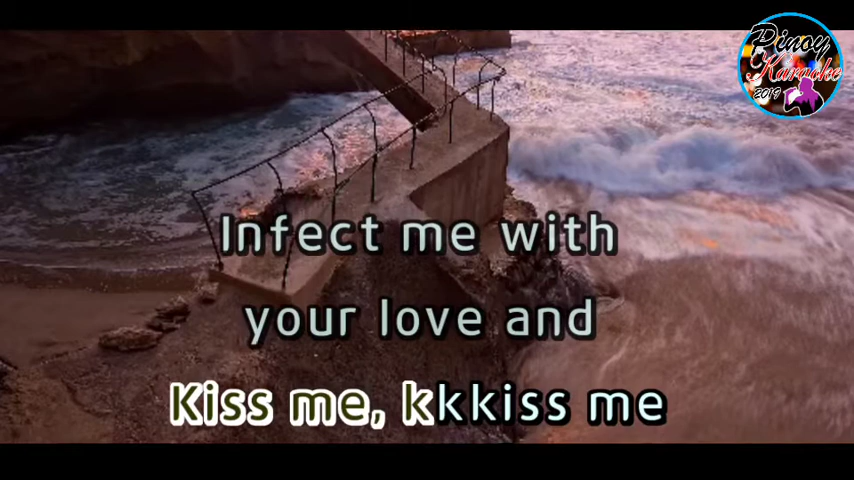 Pinoy
Karaoke
2019
Infect me with
your love and
Kiss me, kkkiss me